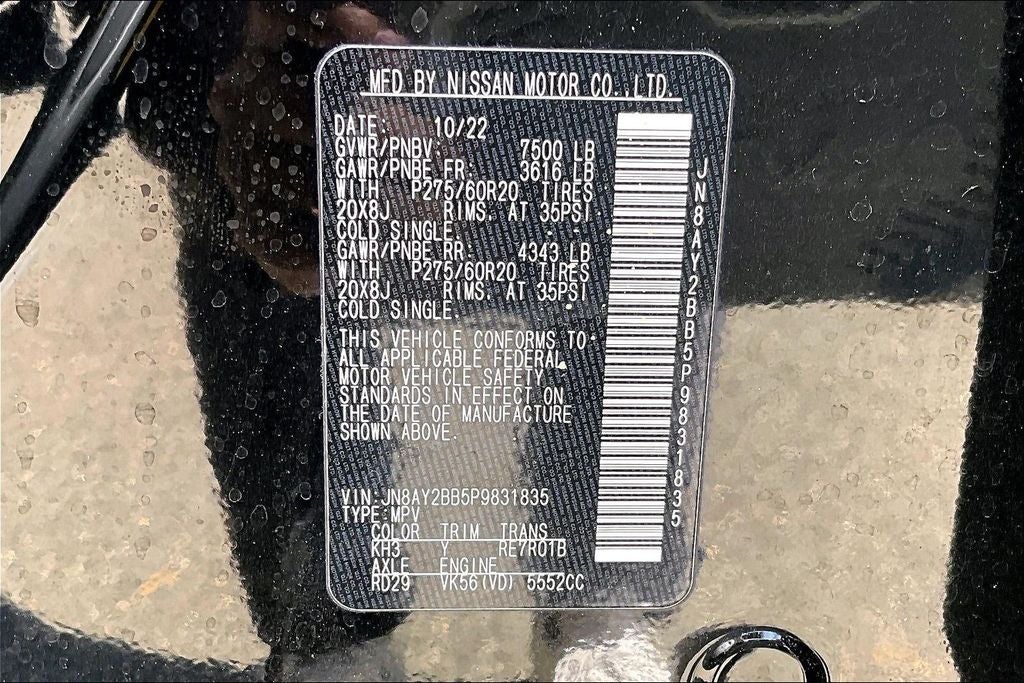 MFD BY NISSAN MOTOR CO.,LTD.
DATE: 10/22
GVWR/PNBV: 7500 LB
GAWR/PNBE FR: 3616 LB
WITH P275/60R20 TIRES
20X8J RIMS. AT 35PSI
COLD SINGLE.
GAWR/PNBE RR: 4343 LB
WITH P275/60R20 TIRES
20X8J RIMS. AT 35PSI
COLD SINGLE.
THIS VEHICLE CONFORMS TO
ALL APPLICABLE FEDERAL
MOTOR VEHICLE SAFETY
STANDARDS IN EFFECT ON
THE DATE OF MANUFACTURE
SHOWN ABOVE.
VIN:JN8AY2BB5P9831835
TYPE:MPV
COLOR TRIM TRANS
KH3 Y RE7R01B
AXLE ENGINE
RD29 VK56(VD) 5552CC
JN8AY2BB5P9831835